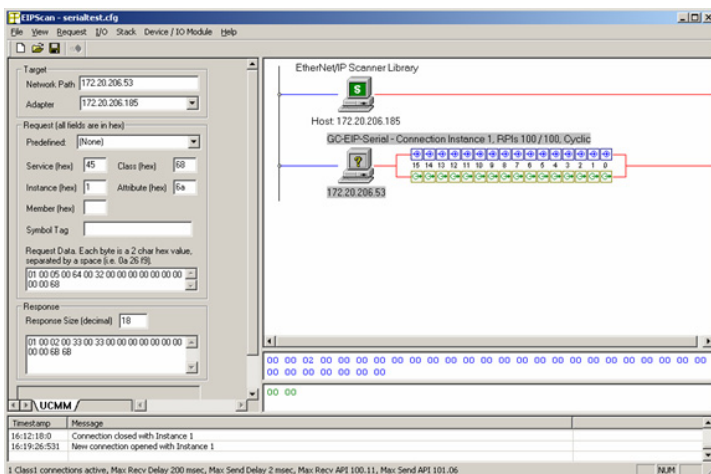 EIPScan - serialtest.cfg
File View Request I/O Stack Device / IO Module Help
Target
Network Path 172.20.206.53
Adapter 172.20.206.185
Request (all fields are in hex)
Predefined: (None)
Service (hex) 45 Class (hex) 68
Instance (hex) 1 Attribute (hex) 6a
Member (hex)
Symbol Tag
Request Data. Each byte is a 2 char hex value,
separated by a space (i.e. 0a 26 f9).
01 00 05 00 64 00 32 00 00 00 00 00 00 00
00 00 68
Response
Response Size (decimal) 18
01 00 02 00 33 00 33 00 00 00 00 00 00 00
00 00 6B 6B
UCMM
EtherNet/IP Scanner Library
S
Host: 172.20.206.185
GC-EIP-Serial - Connection Instance 1, RPIs 100 / 100, Cyclic
?
15 14 13 12 11 10 9 8 7 6 5 4 3 2 1 0
172.20.206.53
00 00 02 00 00 00 00 00 00 00 00 00 00 00 00 00 00 00 00 00 00 00 00 00 00
00 00 00 00 00 00 00
00 00
Timestamp Message
16:12:18:0 Connection closed with Instance 1
16:19:26:531 New connection opened with Instance 1
1 Class1 connections active, Max Recv Delay 200 msec, Max Send Delay 2 msec, Max Recv API 100.11, Max Send API 101.06
NUM